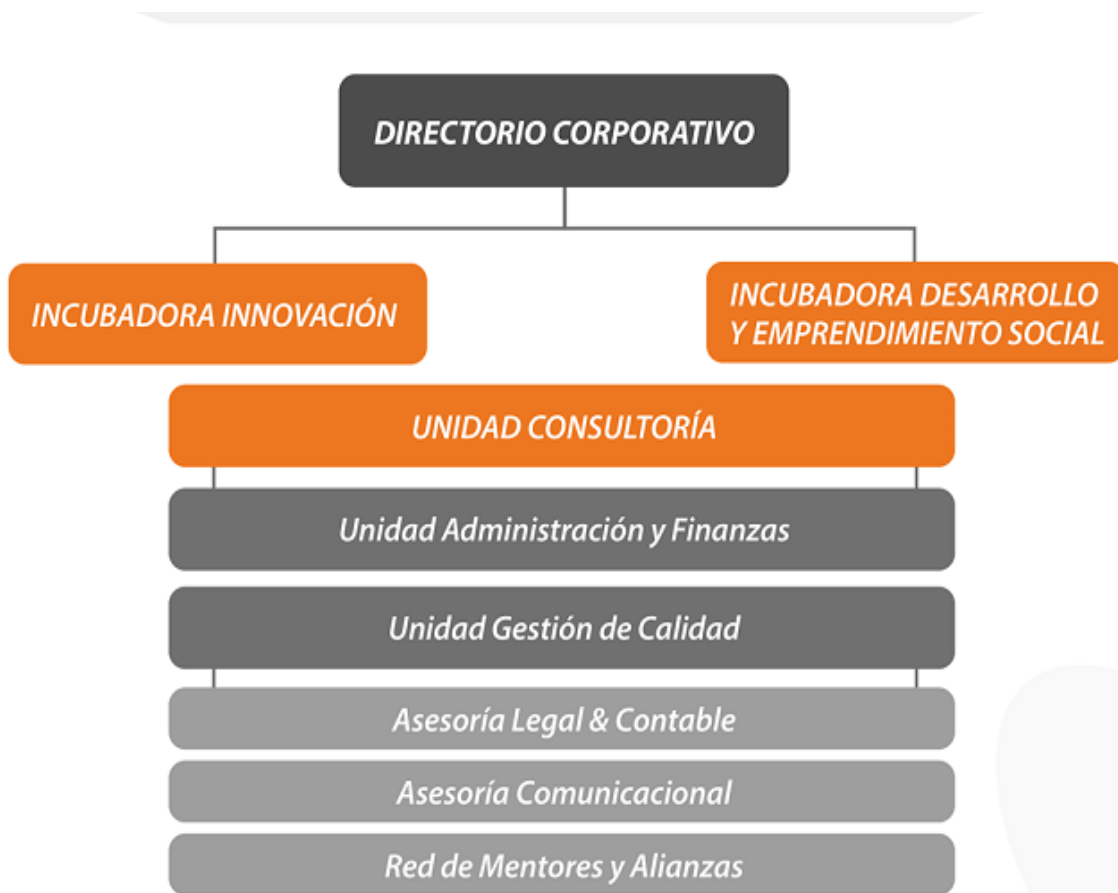 DIRECTORIO CORPORATIVO
INCUBADORA INNOVACIÓN
INCUBADORA DESARROLLO
Y EMPRENDIMIENTO SOCIAL
UNIDAD CONSULTORÍA
Unidad Administración y Finanzas
Unidad Gestión de Calidad
Asesoría Legal & Contable
Asesoría Comunicacional
Red de Mentores y Alianzas